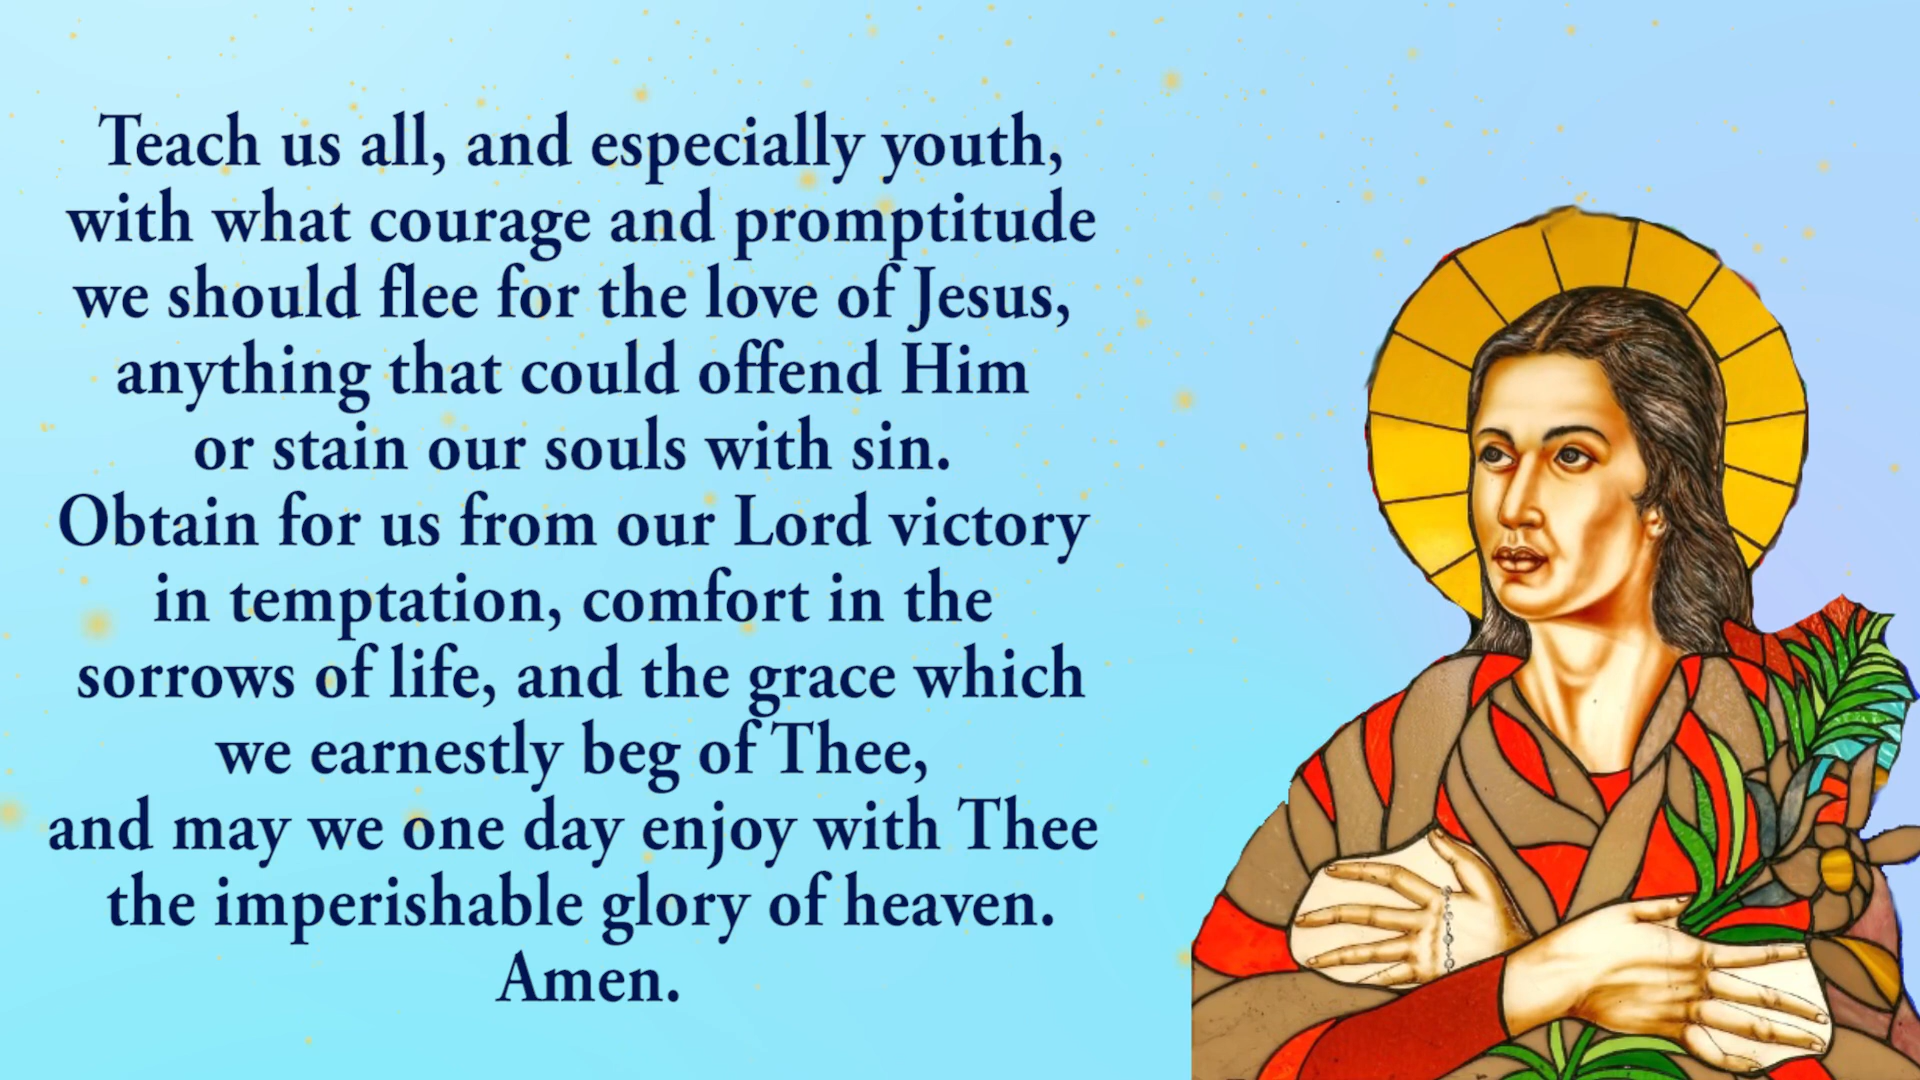 Teach us all, and especially youth,
with what courage and promptitude
we should flee for the love of Jesus,
anything that could offend Him
or stain our souls with sin.
Obtain for us from our Lord victory
in temptation, comfort in the
sorrows of life, and the grace which
we earnestly beg of Thee,
and may we one day enjoy with Thee
the imperishable glory of heaven.
Amen.